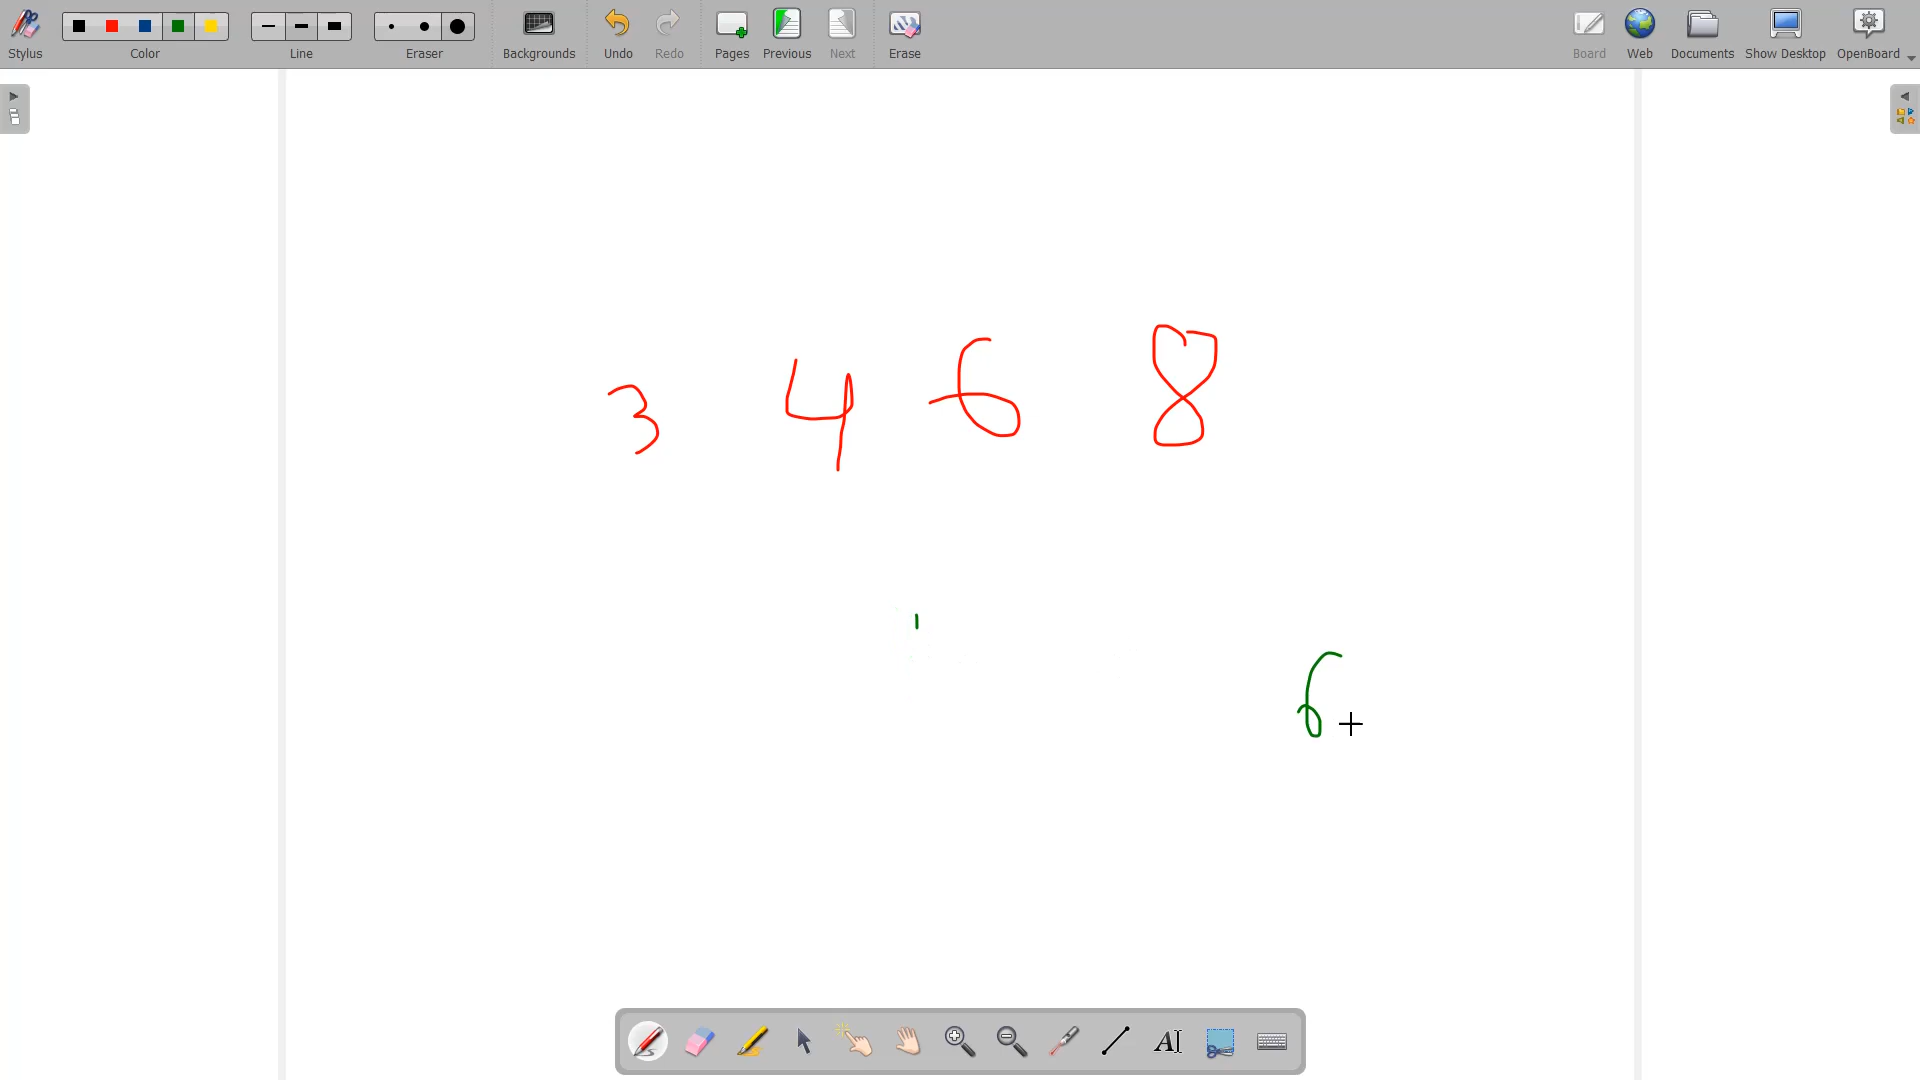 Stylus Color Line Eraser Backgrounds Undo Redo Pages Previous Next Erase Board Web Documents Show Desktop OpenBoard
3 4 6 8
6
A